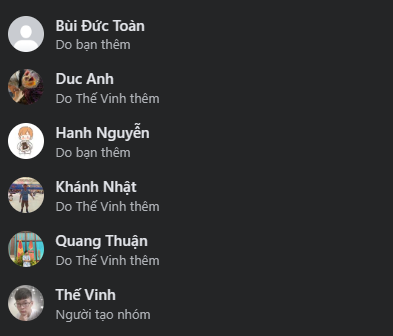 Bùi Đức Toàn
Do bạn thêm
Duc Anh
Do Thế Vinh thêm
Hanh Nguyễn
Do bạn thêm
Khánh Nhật
Do Thế Vinh thêm
Quang Thuận
Do Thế Vinh thêm
Thế Vinh
Người tạo nhóm